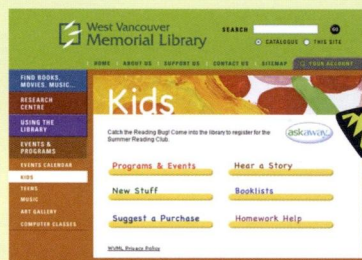 West Vancouver
Memorial Library
SEARCH
GO
CATALOGUE
THIS SITE
HOME
ABOUT US
SUPPORT US
CONTACT US
SITEMAP
YOUR ACCOUNT
FIND BOOKS,
MOVIES, MUSIC...
RESEARCH
CENTRE
USING THE
LIBRARY
EVENTS &
PROGRAMS
EVENTS CALENDAR
KIDS
TEENS
MUSIC
ART GALLERY
COMPUTER CLASSES
Kids
Catch the Reading Bug! Come into the library to register for the
Summer Reading Club.
askaway
Programs & Events
Hear a Story
New Stuff
Booklists
Suggest a Purchase
Homework Help
WVML Privacy Policy